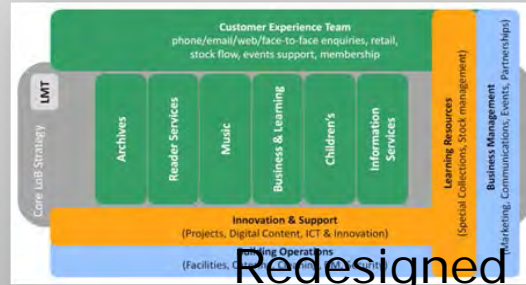 Customer Experience Team
phone/email/web/face-to-face enquiries, retail,
stock flow, events support, membership
LMT
Core LoB Strategy
Archives
Reader Services
Music
Business & Learning
Children's
Information
Services
Learning Resources
(Special Collections, Stock management)
Business Management
(Marketing, Communications, Events, Partnerships)
Innovation & Support
(Projects, Digital Content, ICT & Innovation)
Building Operations
(Facilities, Security)
Redesigned